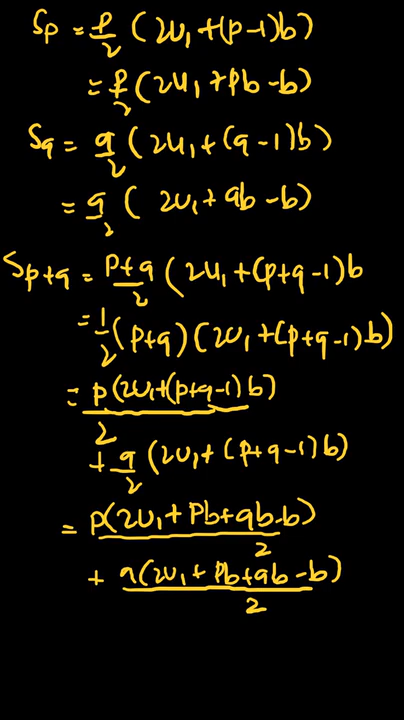 Sp = p/2 (2u₁ + (p-1)b)
= p/2 (2u₁ + pb - b)
Sq = q/2 (2u₁ + (q-1)b)
= q/2 ( 2u₁ + qb - b)
Sp+q = p+q/2 (2u₁ + (p+q-1)b
= 1/2 (p+q) (2u₁ + (p+q-1)b)
= p(2u₁+(p+q-1)b)/2
+ q/2 (2u₁ + (p+q-1)b)
= p(2u₁ + pb + qb - b)/2
+ q(2u₁ + pb + qb - b)/2